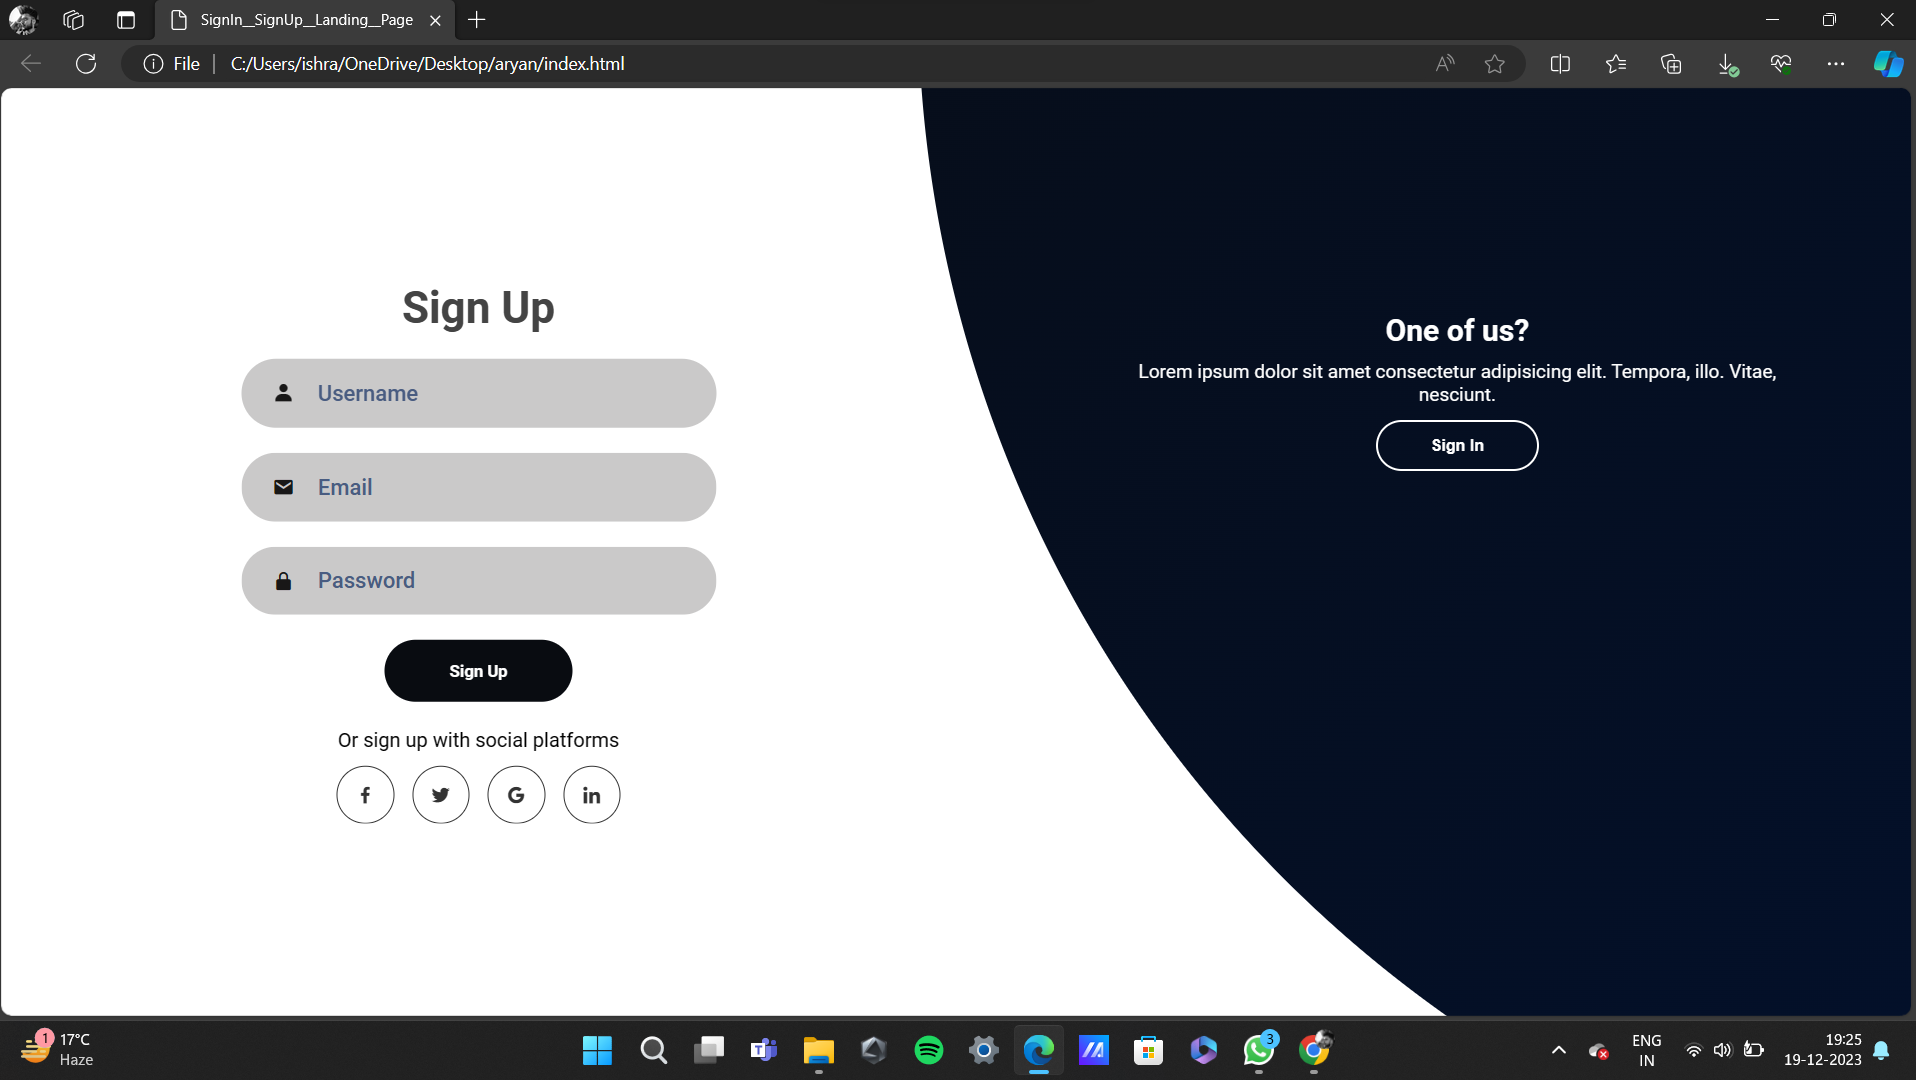 SignIn__SignUp__Landing__Page
File
C:/Users/ishra/OneDrive/Desktop/aryan/index.html
Sign Up
Username
Email
Password
Sign Up
Or sign up with social platforms
f
G
in
One of us?
Lorem ipsum dolor sit amet consectetur adipisicing elit. Tempora, illo. Vitae,
nesciunt.
Sign In
1
17°C
Haze
3
ENG
IN
19:25
19-12-2023